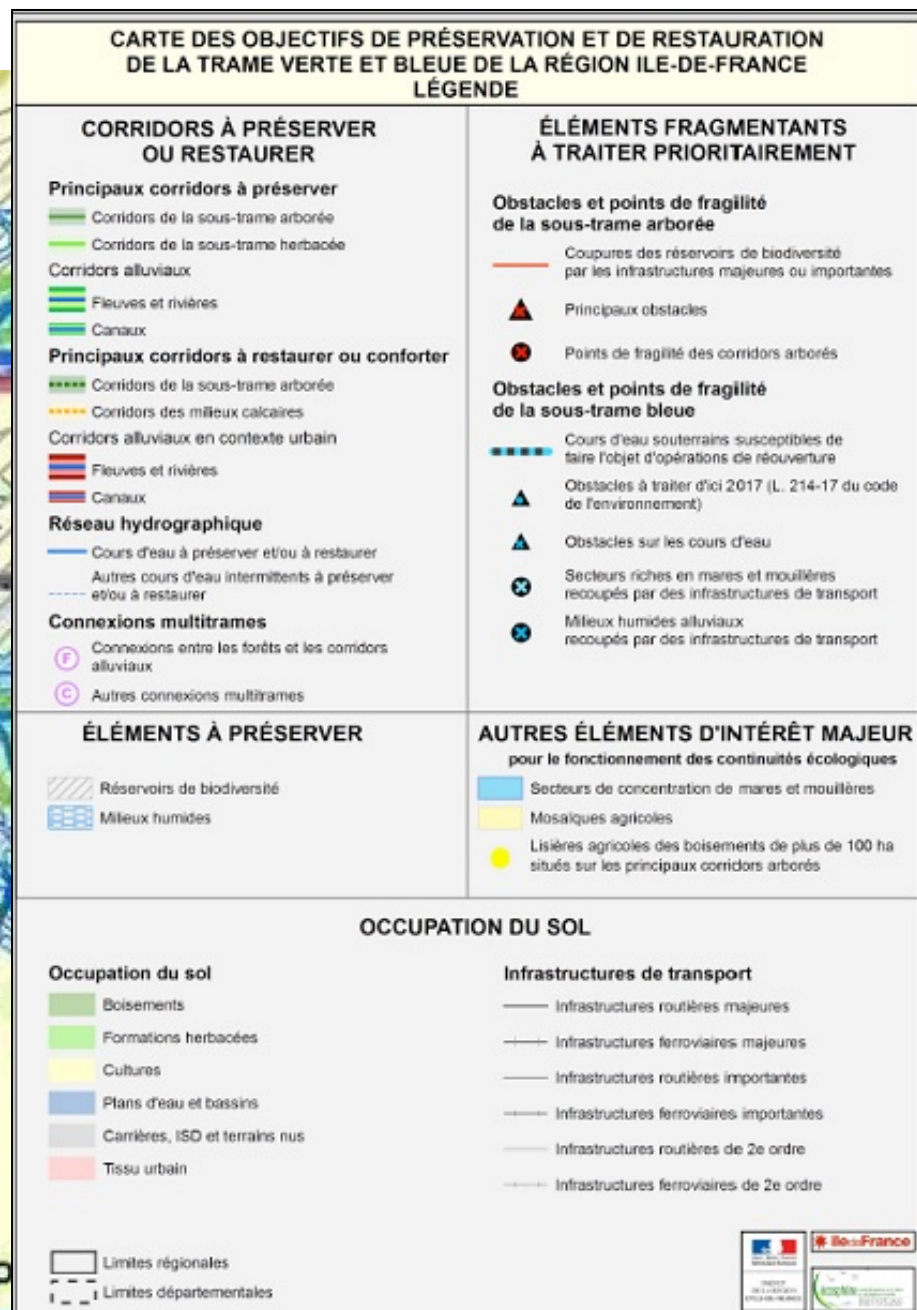 CARTE DES OBJECTIFS DE PRÉSERVATION ET DE RESTAURATION
DE LA TRAME VERTE ET BLEUE DE LA RÉGION ILE-DE-FRANCE
LÉGENDE
CORRIDORS À PRÉSERVER
OU RESTAURER
Principaux corridors à préserver
Corridors de la sous-trame arborée
Corridors de la sous-trame herbacée
Corridors alluviaux
Fleuves et rivières
Canaux
Principaux corridors à restaurer ou conforter
Corridors de la sous-trame arborée
Corridors des milieux calcaires
Corridors alluviaux en contexte urbain
Fleuves et rivières
Canaux
Réseau hydrographique
Cours d'eau à préserver et/ou à restaurer
Autres cours d'eau intermittents à préserver
et/ou à restaurer
Connexions multitrames
F Connexions entre les forêts et les corridors
alluviaux
C Autres connexions multitrames
ÉLÉMENTS FRAGMENTANTS
À TRAITER PRIORITAIREMENT
Obstacles et points de fragilité
de la sous-trame arborée
Coupures des réservoirs de biodiversité
par les infrastructures majeures ou importantes
Principaux obstacles
Points de fragilité des corridors arborés
Obstacles et points de fragilité
de la sous-trame bleue
Cours d'eau souterrains susceptibles de
faire l'objet d'opérations de réouverture
Obstacles à traiter d'ici 2017 (L. 214-17 du code
de l'environnement)
Obstacles sur les cours d'eau
Secteurs riches en mares et mouillères
recoupés par des infrastructures de transport
Milieux humides alluviaux
recoupés par des infrastructures de transport
ÉLÉMENTS À PRÉSERVER
Réservoirs de biodiversité
Milieux humides
AUTRES ÉLÉMENTS D'INTÉRÊT MAJEUR
pour le fonctionnement des continuités écologiques
Secteurs de concentration de mares et mouillères
Mosaïques agricoles
Lisières agricoles des boisements de plus de 100 ha
situés sur les principaux corridors arborés
OCCUPATION DU SOL
Occupation du sol
Boisements
Formations herbacées
Cultures
Plans d'eau et bassins
Carrières, ISD et terrains nus
Tissu urbain
Infrastructures de transport
Infrastructures routières majeures
Infrastructures ferroviaires majeures
Infrastructures routières importantes
Infrastructures ferroviaires importantes
Infrastructures routières de 2e ordre
Infrastructures ferroviaires de 2e ordre
Limites régionales
Limites départementales
PRÉFET
DE LA RÉGION
D'ILE-DE-FRANCE
île de France
écosphère